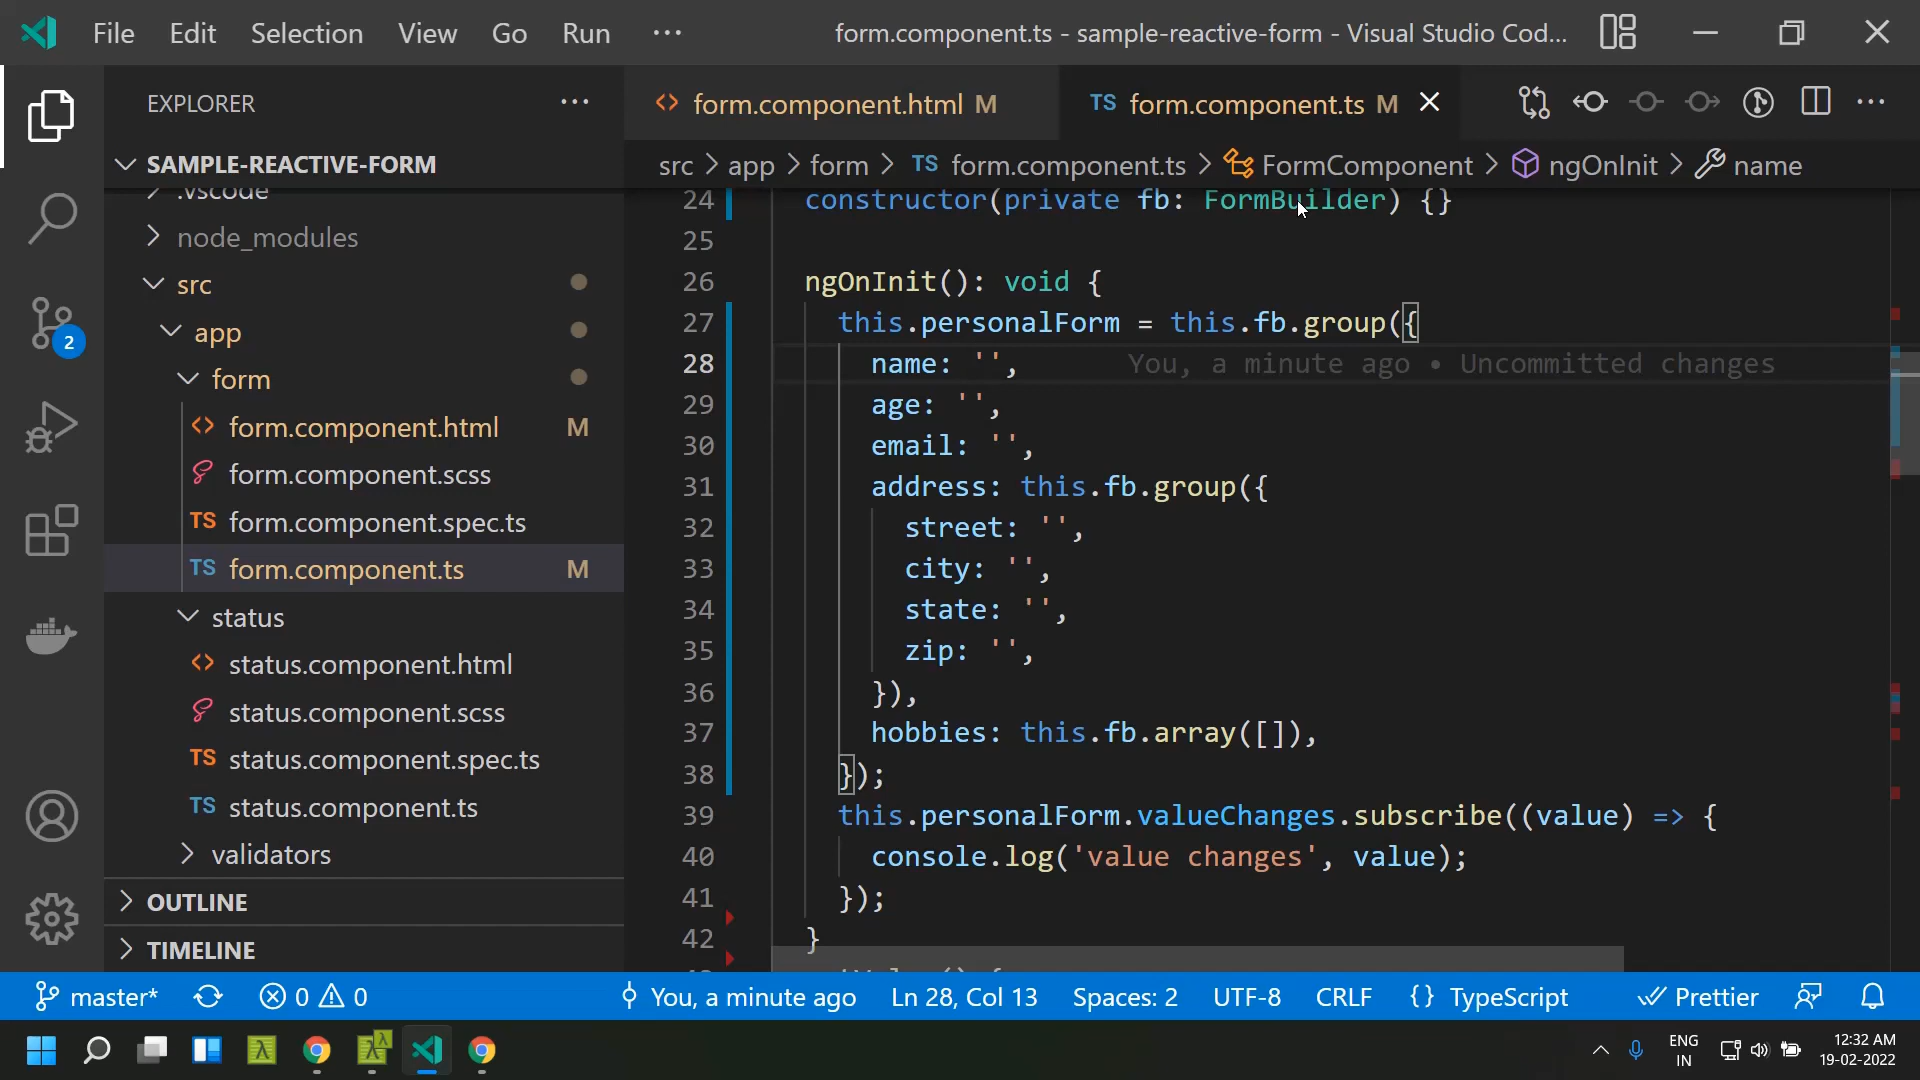 File Edit Selection View Go Run ···
form.component.ts - sample-reactive-form - Visual Studio Cod...
EXPLORER ···
SAMPLE-REACTIVE-FORM
.vscode
node_modules
src
app
form
form.component.html M
form.component.scss
TS form.component.spec.ts
TS form.component.ts M
status
status.component.html
status.component.scss
TS status.component.spec.ts
TS status.component.ts
validators
OUTLINE
TIMELINE
2
form.component.html M
TS form.component.ts M
src > app > form > TS form.component.ts > FormComponent > ngOnInit > name
24 constructor(private fb: FormBuilder) {}
25
26 ngOnInit(): void {
27 this.personalForm = this.fb.group({
28 name: '', You, a minute ago • Uncommitted changes
29 age: '',
30 email: '',
31 address: this.fb.group({
32 street: '',
33 city: '',
34 state: '',
35 zip: '',
36 }),
37 hobbies: this.fb.array([]),
38 });
39 this.personalForm.valueChanges.subscribe((value) => {
40 console.log('value changes', value);
41 });
42 }
master* 0 0 You, a minute ago Ln 28, Col 13 Spaces: 2 UTF-8 CRLF {} TypeScript Prettier
ENG
IN
12:32 AM
19-02-2022